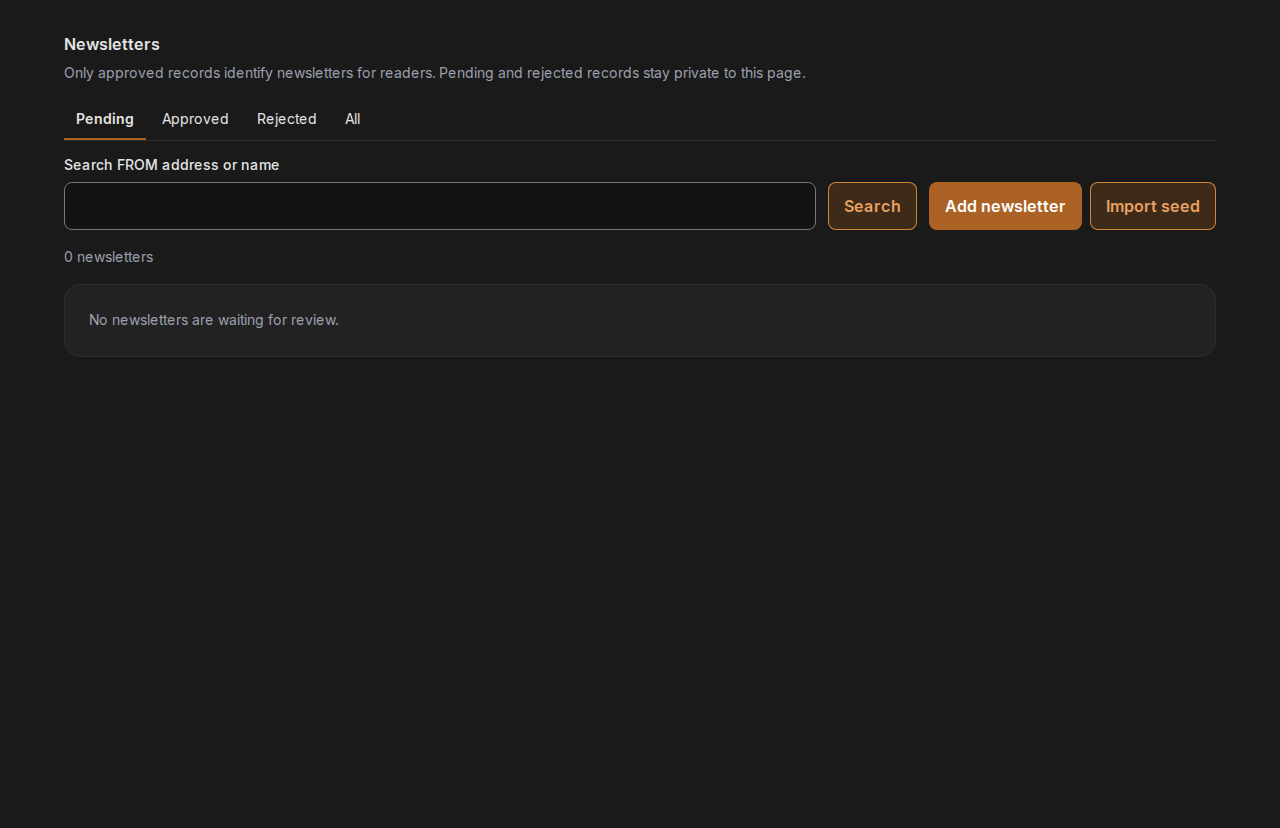 Newsletters
Only approved records identify newsletters for readers. Pending and rejected records stay private to this page.
Pending Approved Rejected All
Search FROM address or name
Search Add newsletter Import seed
0 newsletters
No newsletters are waiting for review.